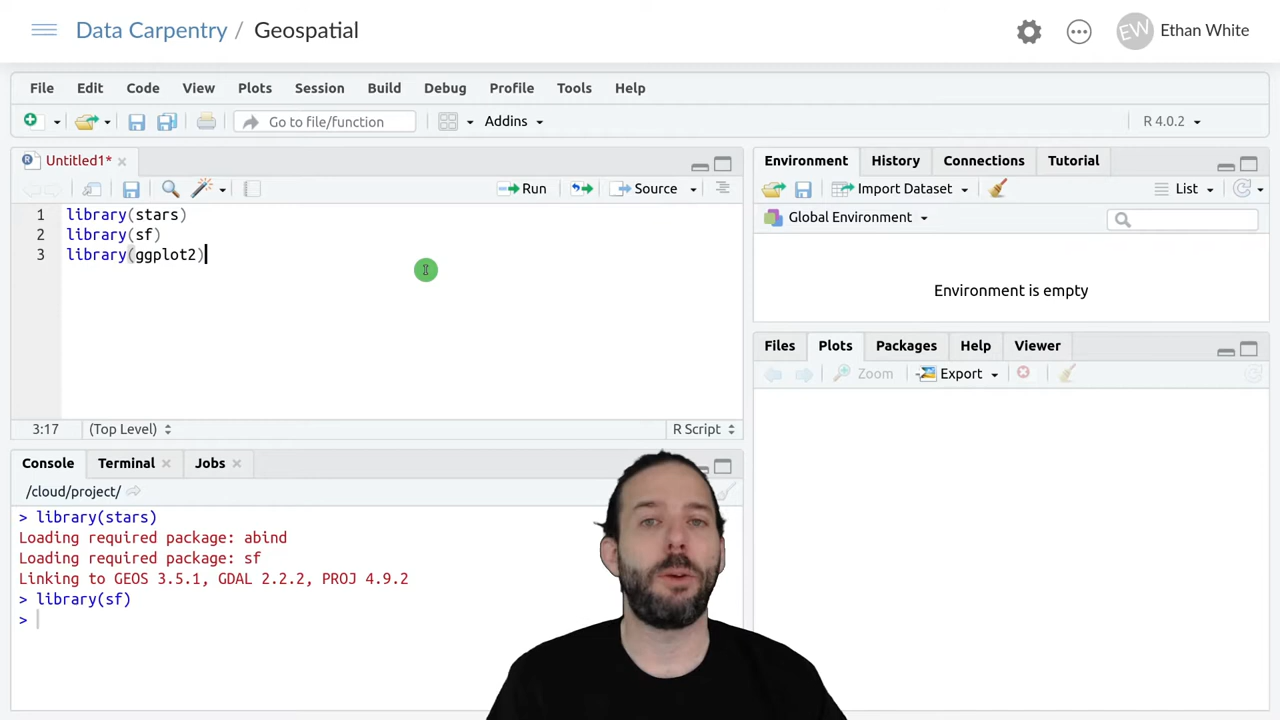 Data Carpentry / Geospatial
EW Ethan White
File Edit Code View Plots Session Build Debug Profile Tools Help
Go to file/function Addins R 4.0.2
Untitled1*
Run Source
1 library(stars)
2 library(sf)
3 library(ggplot2)
3:17 (Top Level) R Script
Console Terminal Jobs
/cloud/project/
> library(stars)
Loading required package: abind
Loading required package: sf
Linking to GEOS 3.5.1, GDAL 2.2.2, PROJ 4.9.2
> library(sf)
>
Environment History Connections Tutorial
Import Dataset List
Global Environment
Environment is empty
Files Plots Packages Help Viewer
Zoom Export